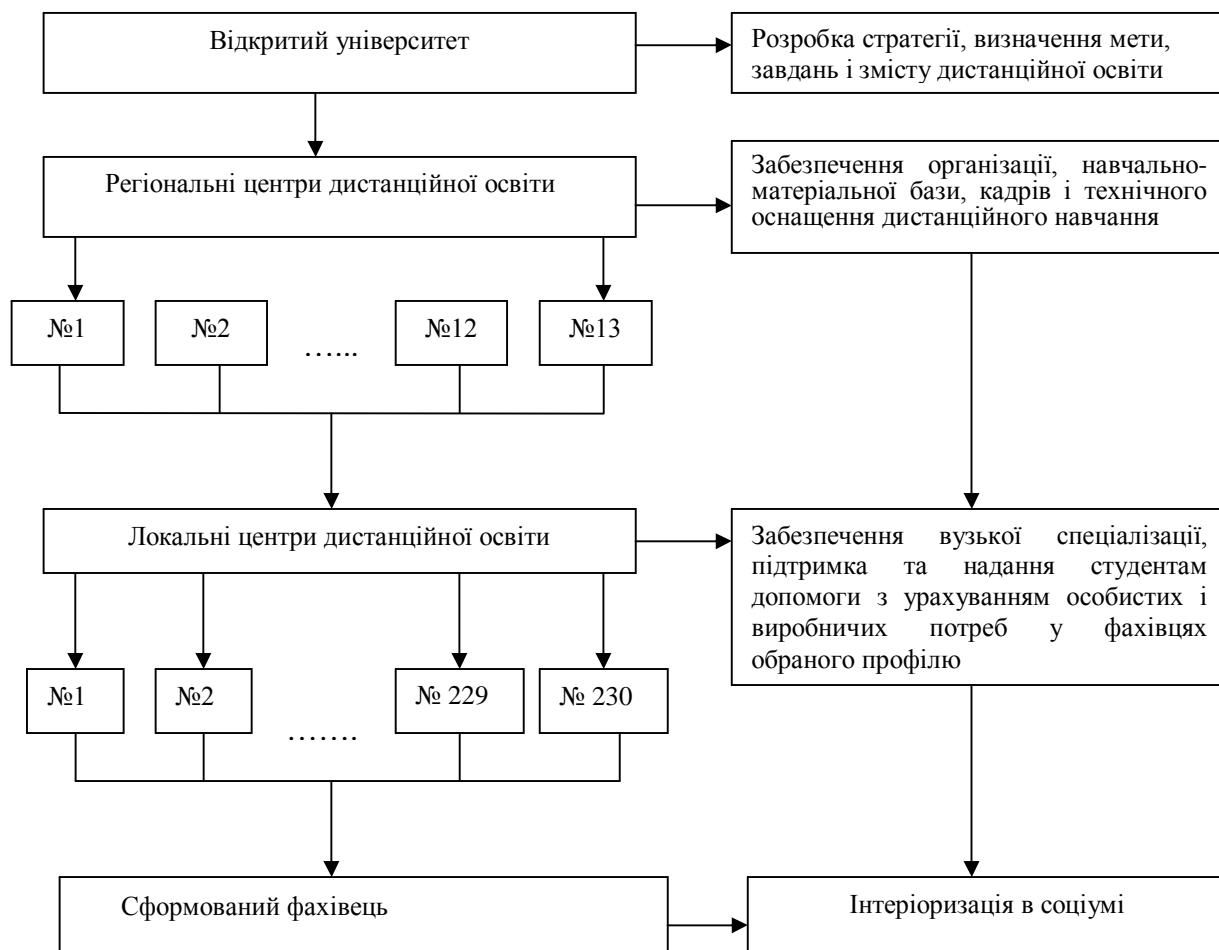 Відкритий університет
Розробка стратегії, визначення мети,
завдань і змісту дистанційної освіти
Регіональні центри дистанційної освіти
Забезпечення організації, навчально-
матеріальної бази, кадрів і технічного
оснащення дистанційного навчання
№1
№2
…...
№12
№13
Локальні центри дистанційної освіти
Забезпечення вузької спеціалізації,
підтримка та надання студентам
допомоги з урахуванням особистих і
виробничих потреб у фахівцях
обраного профілю
№1
№2
…….
№ 229
№ 230
Сформований фахівець
Інтеріоризація в соціумі